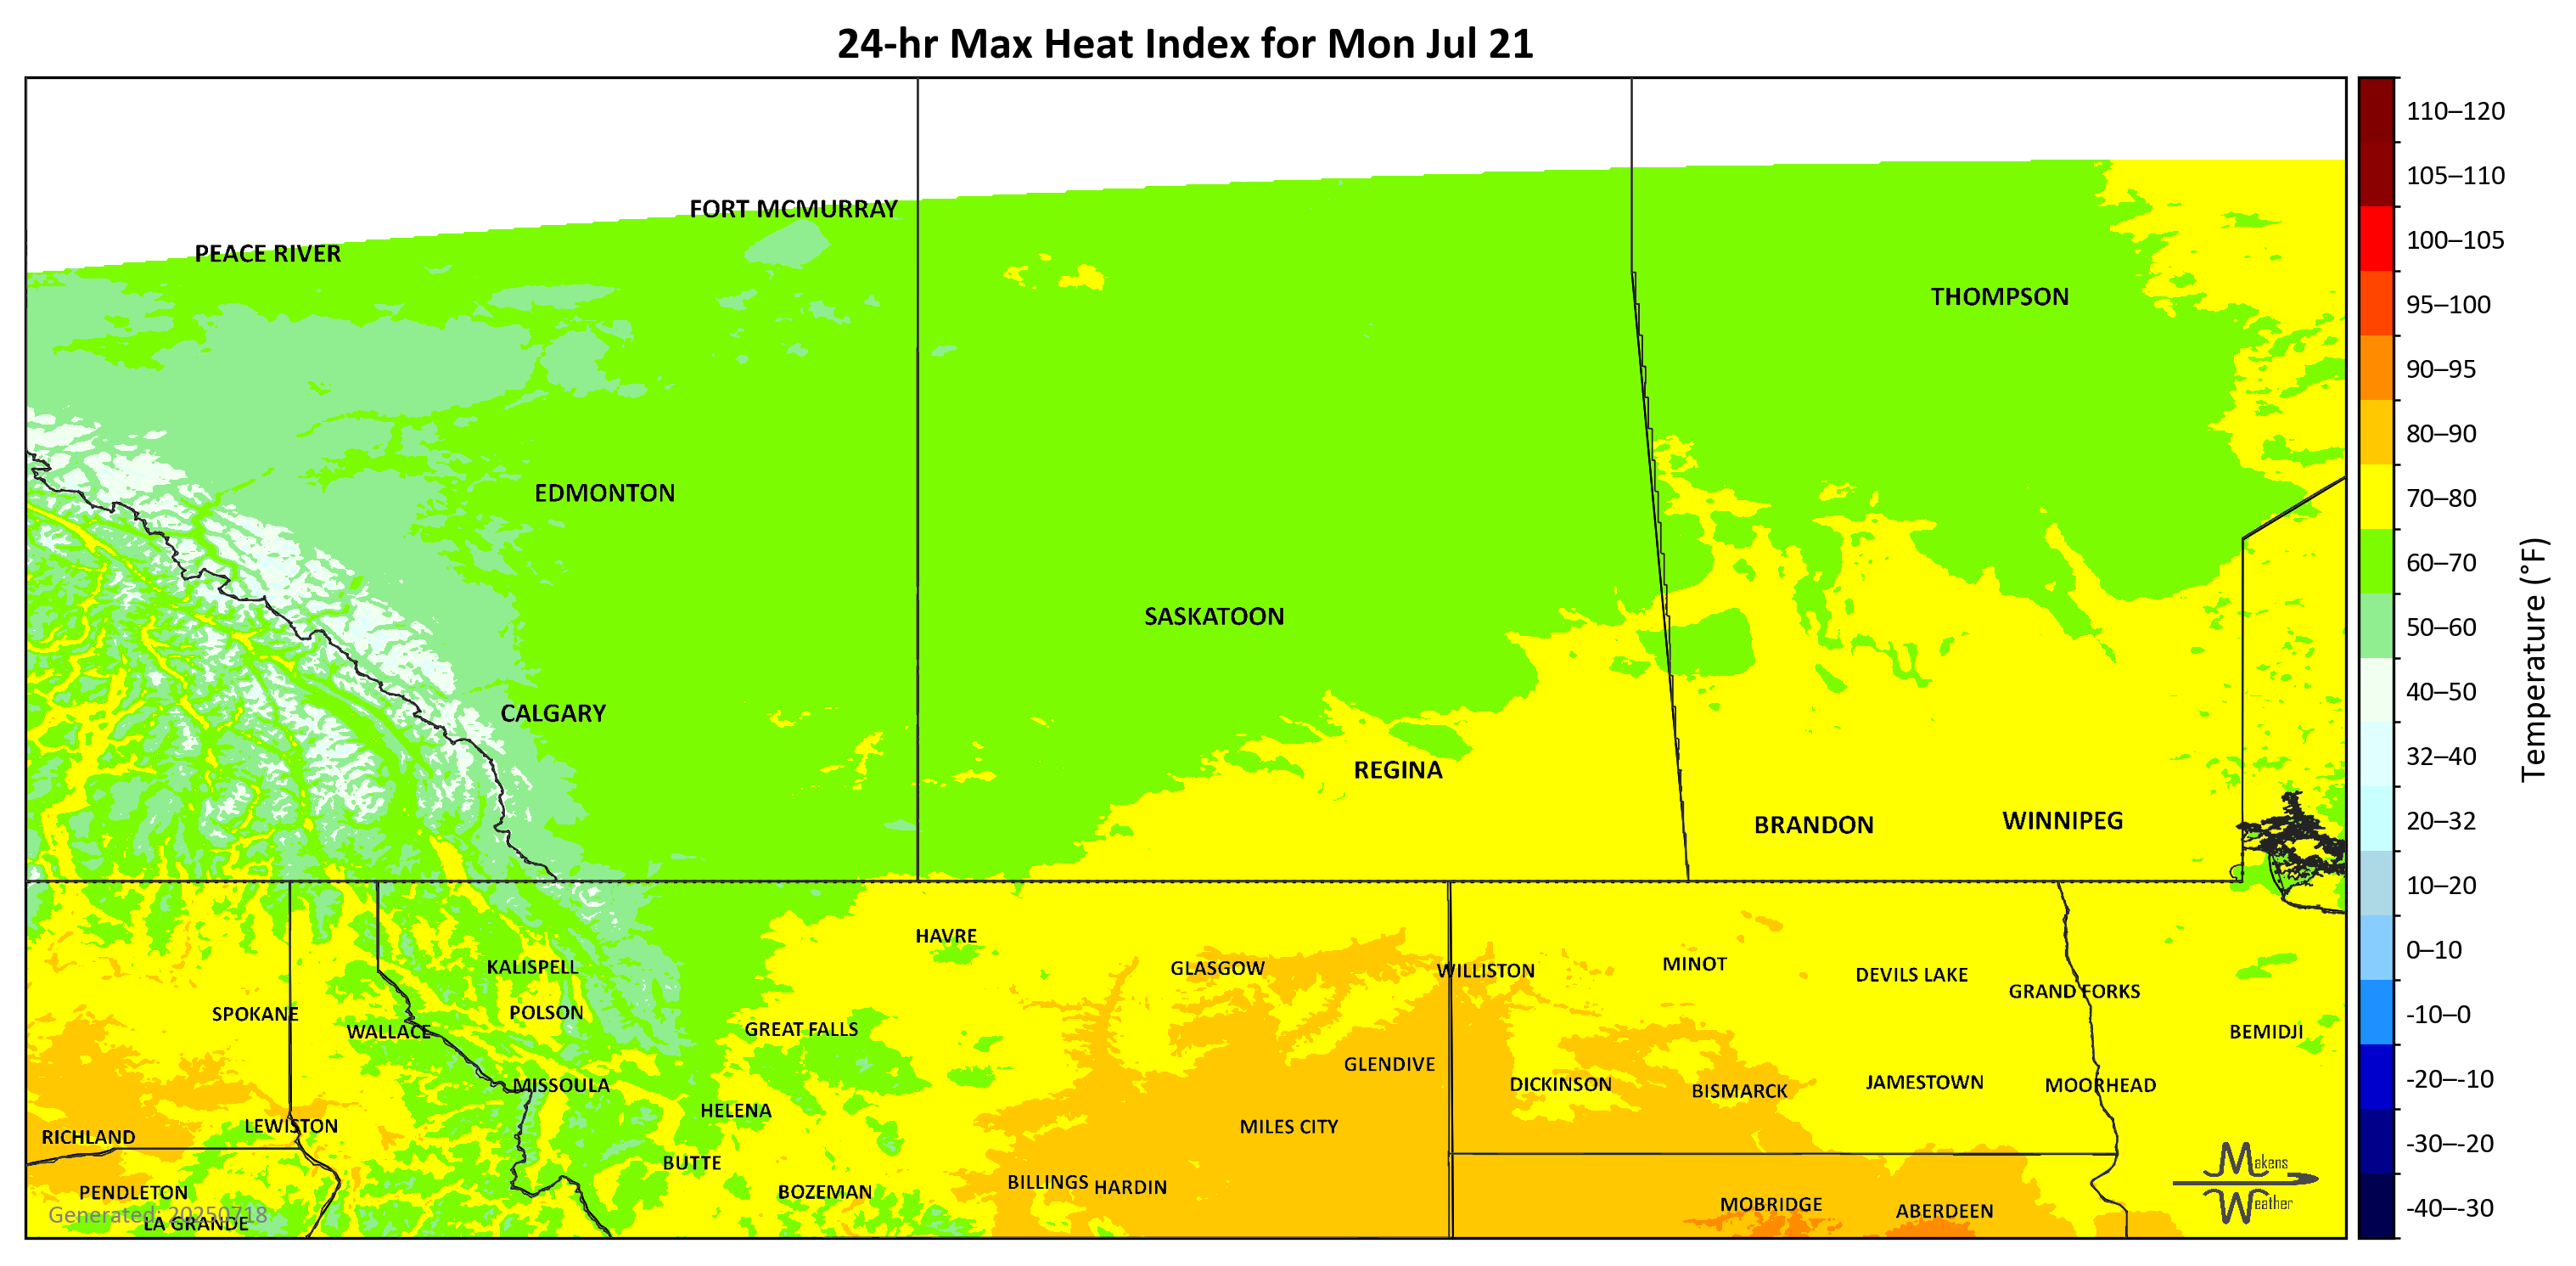 24-hr Max Heat Index for Mon Jul 21
FORT MCMURRAY
PEACE RIVER
THOMPSON
EDMONTON
SASKATOON
CALGARY
REGINA
BRANDON
WINNIPEG
HAVRE
GLASGOW
WILLISTON
MINOT
DEVILS LAKE
GRAND FORKS
KALISPELL
SPOKANE
POLSON
WALLACE
GREAT FALLS
BEMIDJI
GLENDIVE
MISSOULA
DICKINSON
BISMARCK
JAMESTOWN
MOORHEAD
HELENA
LEWISTON
RICHLAND
MILES CITY
BUTTE
BILLINGS
HARDIN
PENDLETON
BOZEMAN
MOBRIDGE
ABERDEEN
Generated: 20250718
LA GRANDE
Makens
Weather
110–120
105–110
100–105
95–100
90–95
80–90
70–80
60–70
50–60
40–50
32–40
20–32
10–20
0–10
-10–0
-20–-10
-30–-20
-40–-30
Temperature (°F)